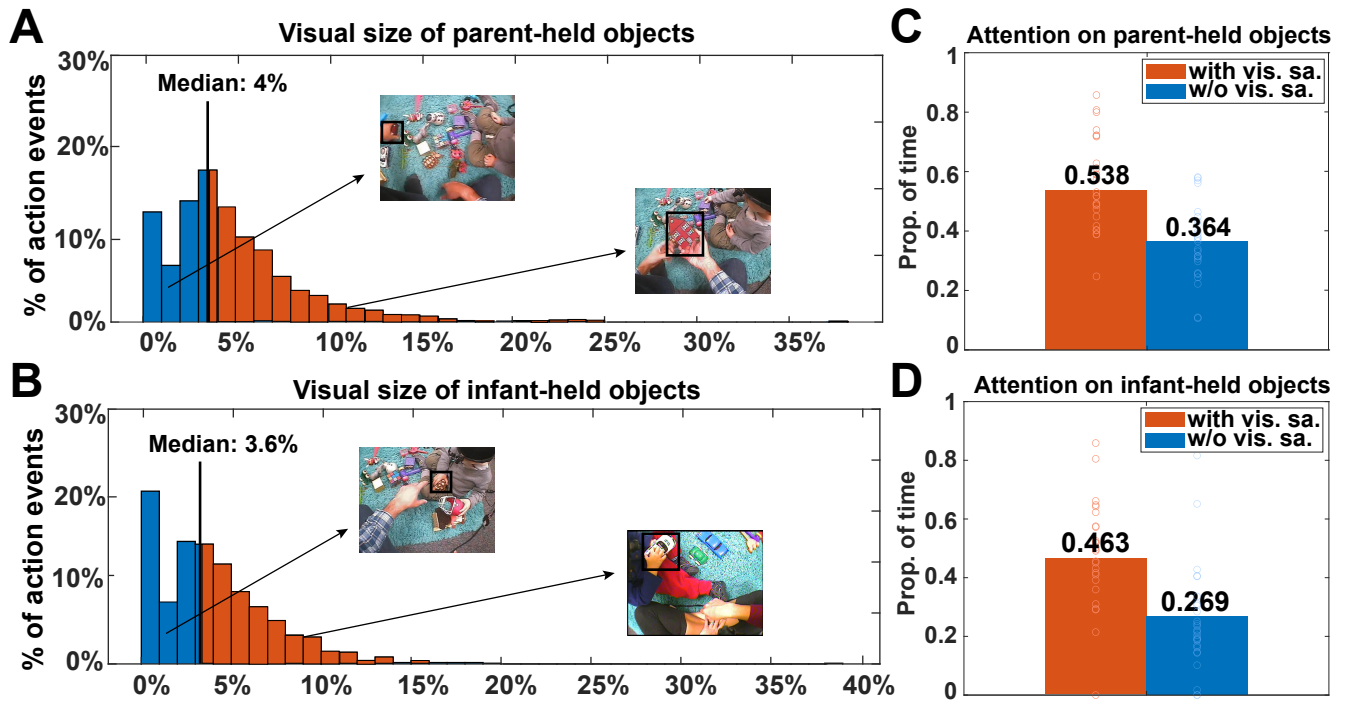 A
Visual size of parent-held objects
30%
20%
10%
0%
% of action events
Median: 4%
0% 5% 10% 15% 20% 25% 30% 35%
B
Visual size of infant-held objects
30%
20%
10%
0%
% of action events
Median: 3.6%
0% 5% 10% 15% 20% 25% 30% 35% 40%
C
Attention on parent-held objects
1
0.8
0.6
0.4
0.2
0
Prop. of time
with vis. sa.
w/o vis. sa.
0.538
0.364
D
Attention on infant-held objects
1
0.8
0.6
0.4
0.2
0
Prop. of time
with vis. sa.
w/o vis. sa.
0.463
0.269